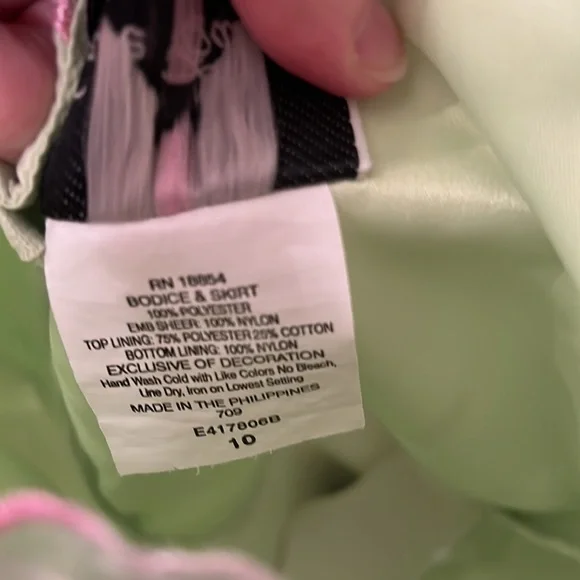 RN 18854
BODICE & SKIRT
100% POLYESTER
EMB SHEER: 100% NYLON
TOP LINING: 75% POLYESTER 25% COTTON
BOTTOM LINING: 100% NYLON
EXCLUSIVE OF DECORATION
Hand Wash Cold with Like Colors No Bleach,
Line Dry, Iron on Lowest Setting
MADE IN THE PHILIPPINES
709
E417806B
10